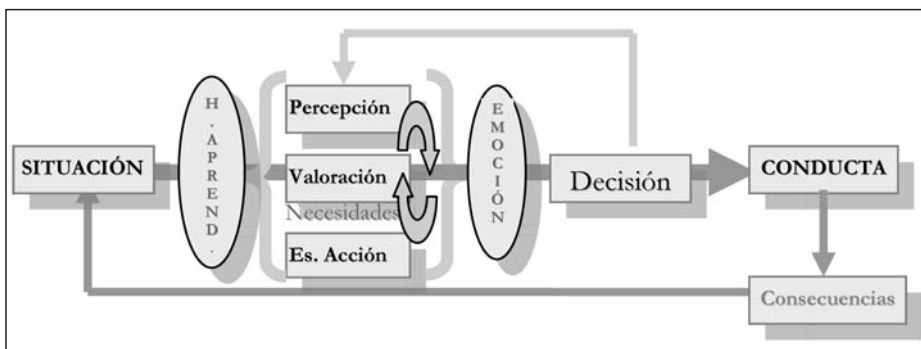 SITUACIÓN
H. APREND.
Percepción
Valoración
Necesidades
Es. Acción
EMOCIÓN
Decisión
CONDUCTA
Consecuencias